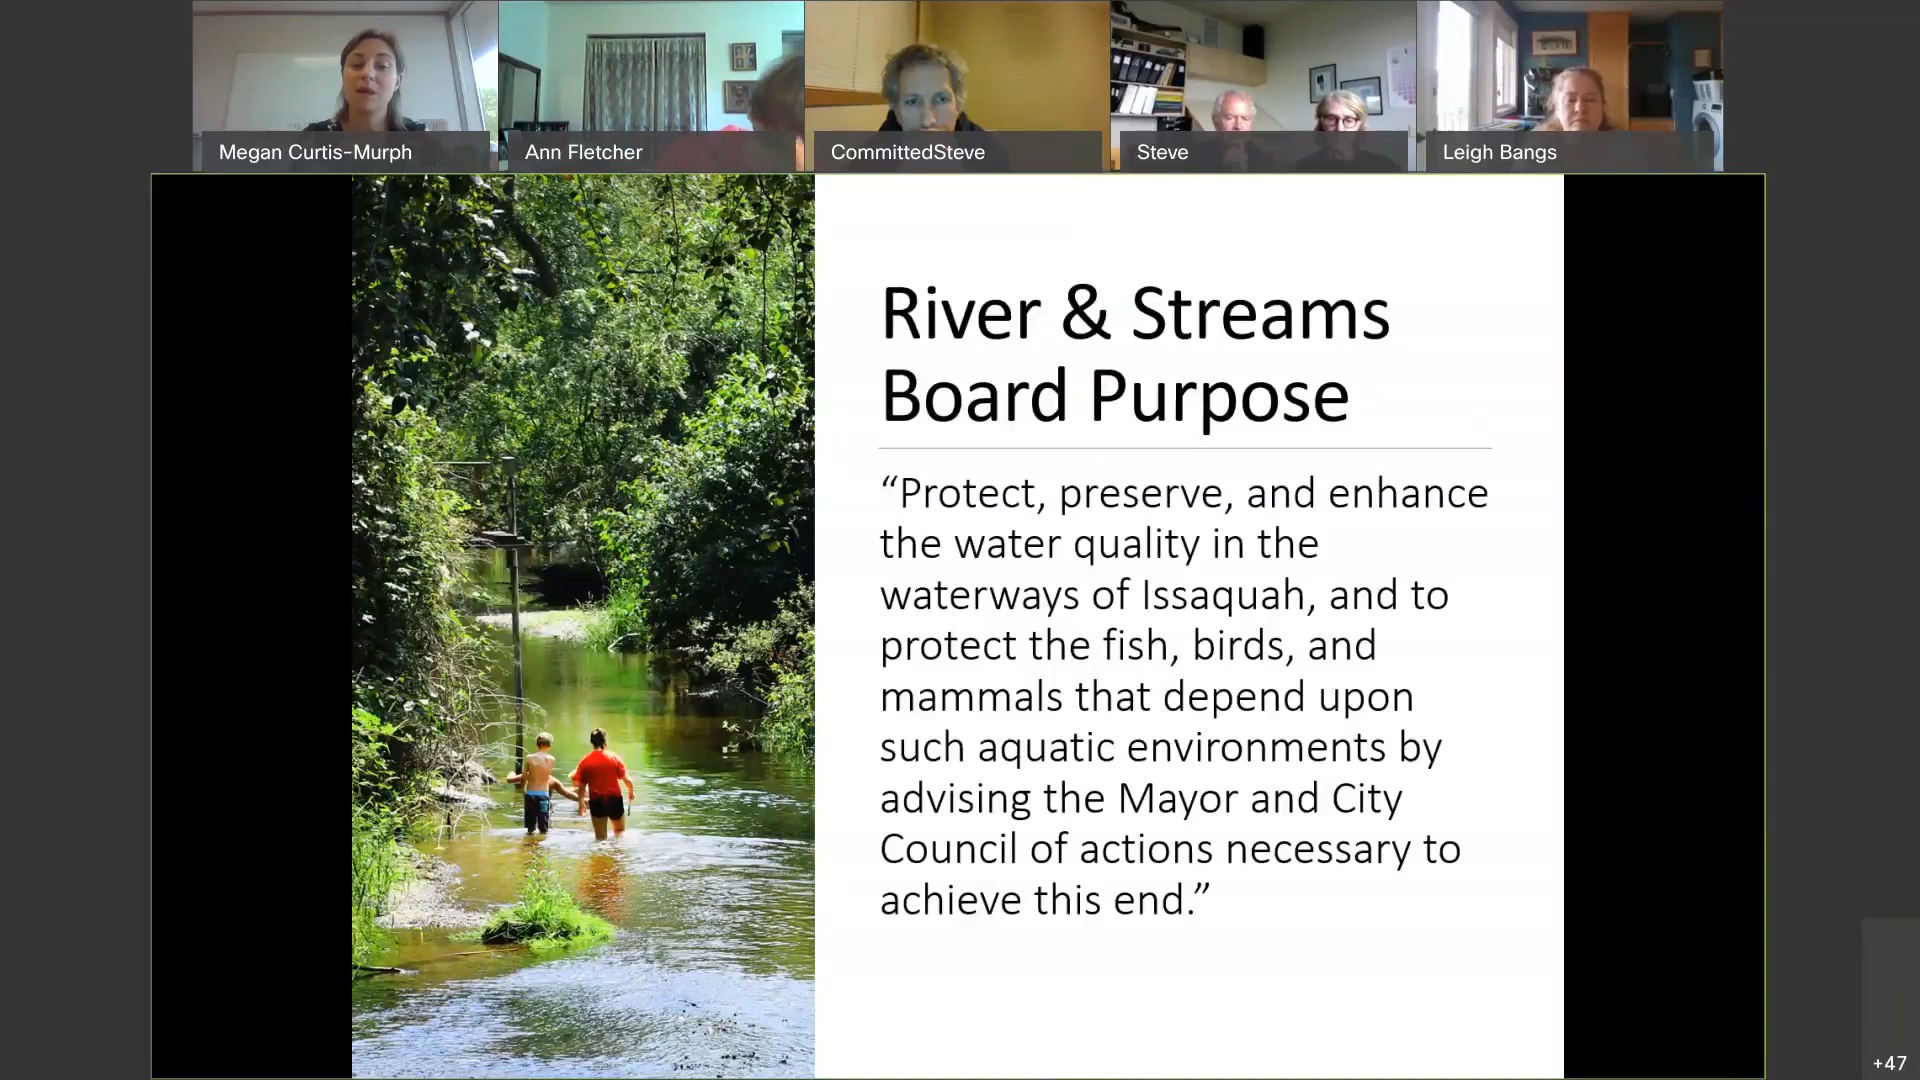 Megan Curtis-Murph
Ann Fletcher
CommittedSteve
Steve
Leigh Bangs
River & Streams
Board Purpose
“Protect, preserve, and enhance
the water quality in the
waterways of Issaquah, and to
protect the fish, birds, and
mammals that depend upon
such aquatic environments by
advising the Mayor and City
Council of actions necessary to
achieve this end.”
+47